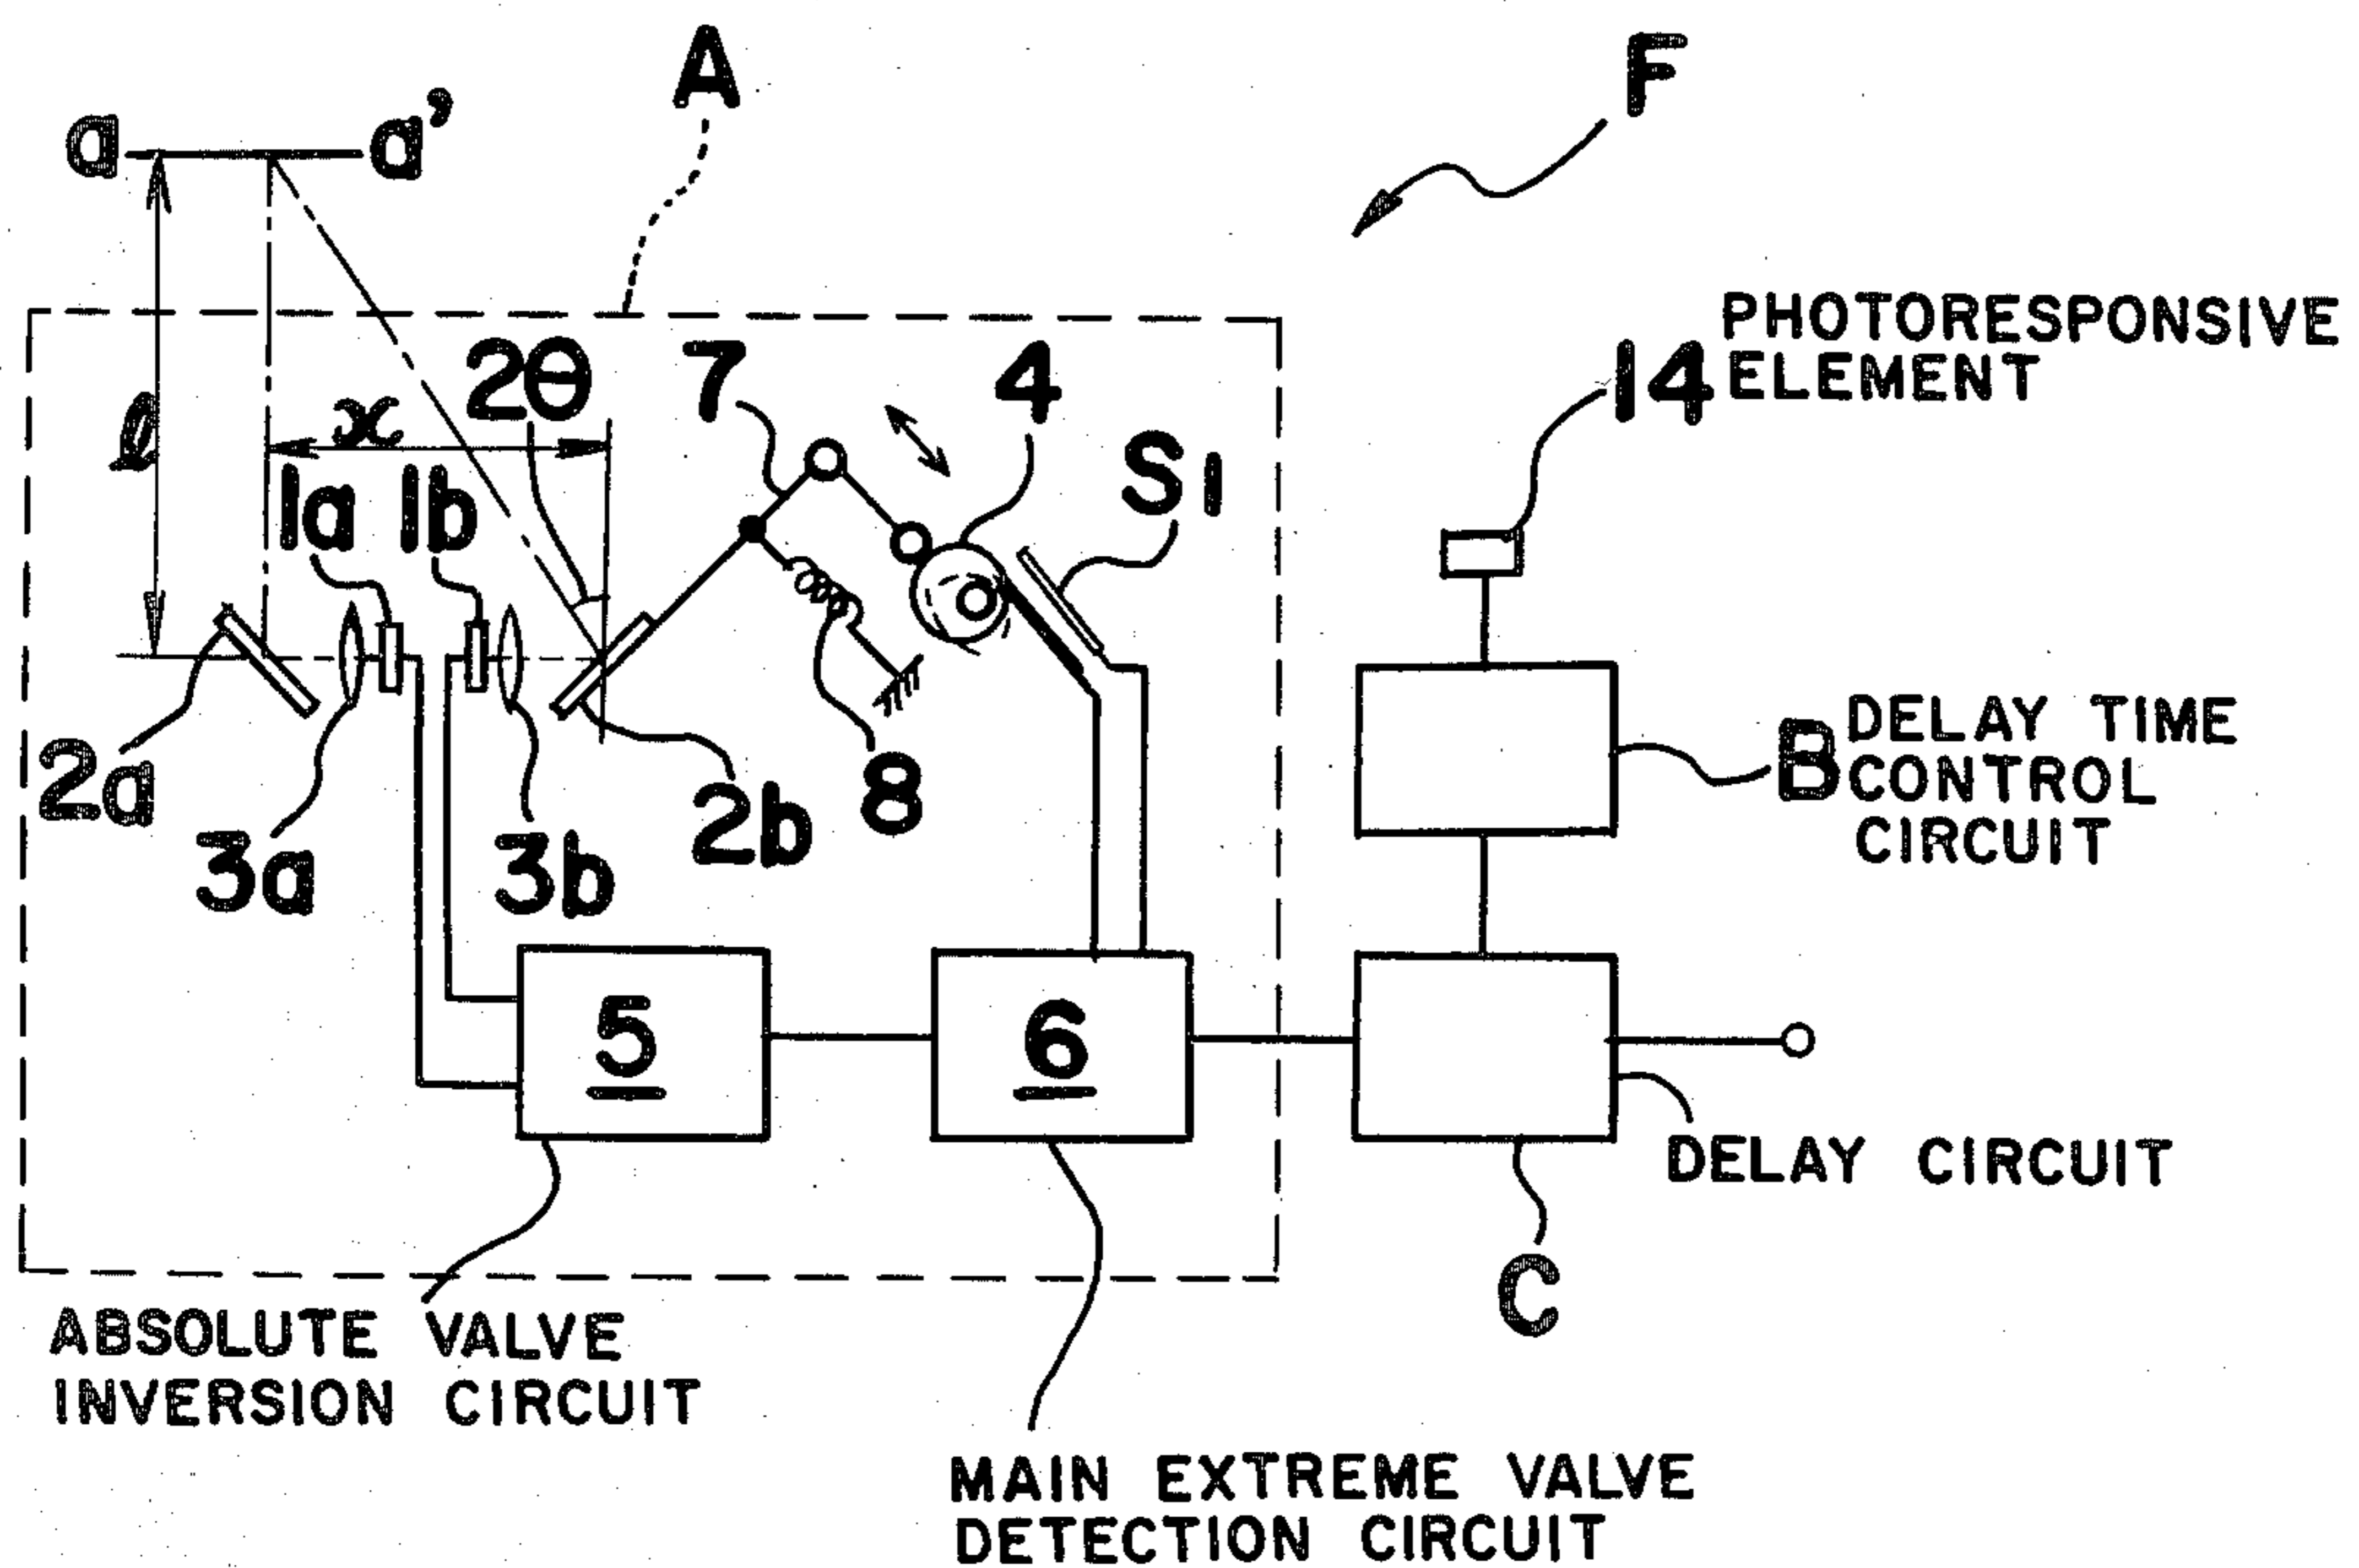 A
F
a
a'
PHOTORESPONSIVE
14 ELEMENT
2θ
7
4
l
x
S1
1a
1b
2a
3a
3b
2b
8
B DELAY TIME
CONTROL
CIRCUIT
5
6
DELAY CIRCUIT
C
ABSOLUTE VALVE
INVERSION CIRCUIT
MAIN EXTREME VALVE
DETECTION CIRCUIT